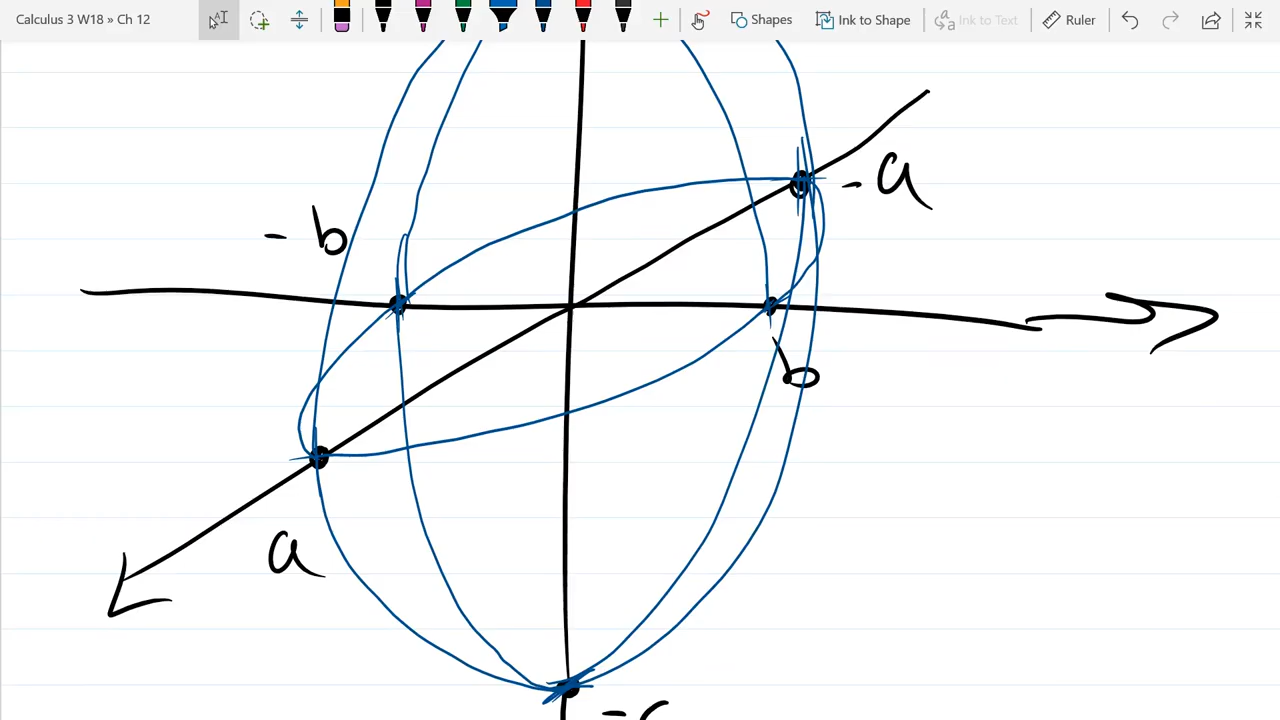 Calculus 3 W18 » Ch 12
Shapes
Ink to Shape
Ink to Text
Ruler
- a
- b
b
a
- c